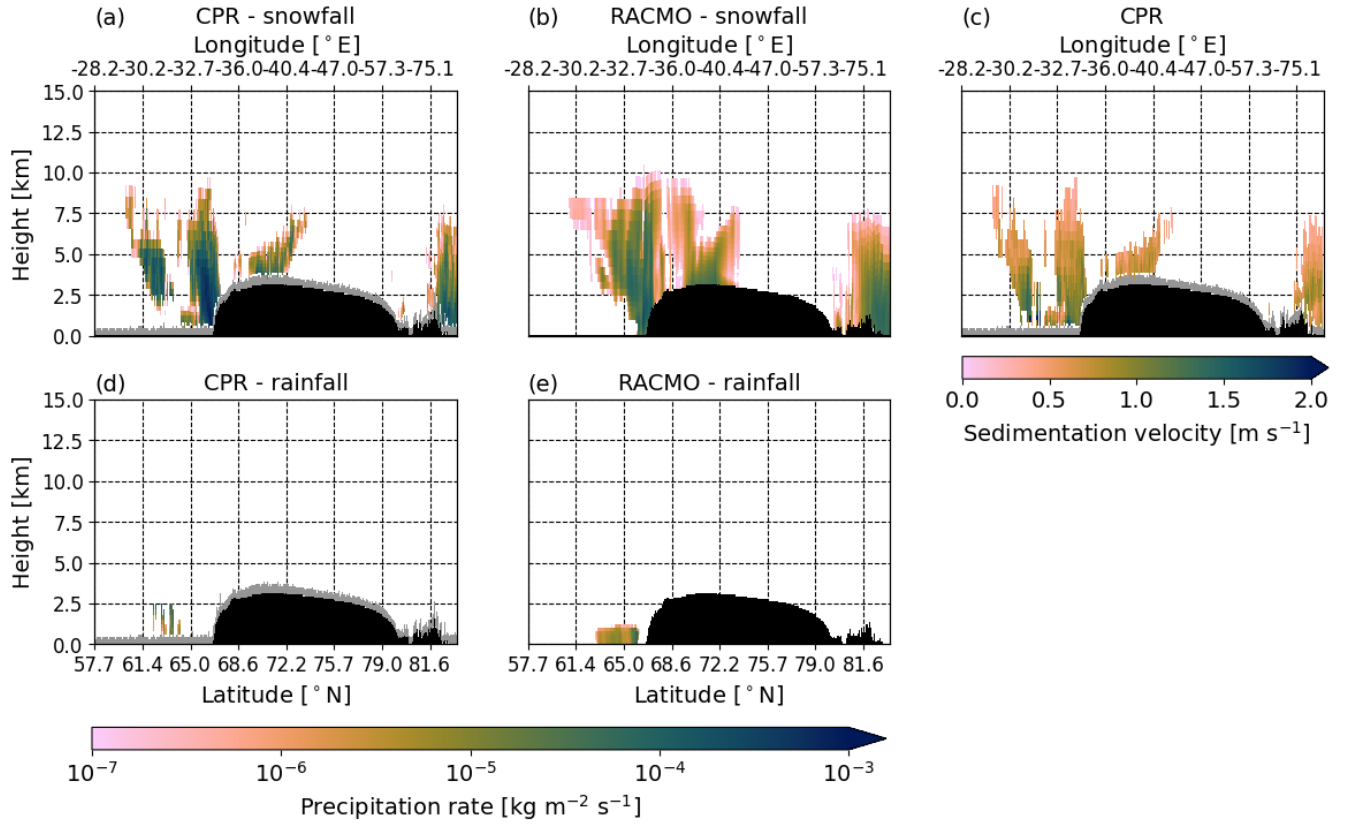 (a) CPR - snowfall
Longitude [°E]
-28.2-30.2-32.7-36.0-40.4-47.0-57.3-75.1
(b) RACMO - snowfall
Longitude [°E]
-28.2-30.2-32.7-36.0-40.4-47.0-57.3-75.1
(c) CPR
Longitude [°E]
-28.2-30.2-32.7-36.0-40.4-47.0-57.3-75.1
15.0
12.5
10.0
7.5
5.0
2.5
0.0
Height [km]
0.0 0.5 1.0 1.5 2.0
Sedimentation velocity [m s⁻¹]
(d) CPR - rainfall
15.0
12.5
10.0
7.5
5.0
2.5
0.0
Height [km]
57.7 61.4 65.0 68.6 72.2 75.7 79.0 81.6
Latitude [°N]
(e) RACMO - rainfall
57.7 61.4 65.0 68.6 72.2 75.7 79.0 81.6
Latitude [°N]
10⁻⁷ 10⁻⁶ 10⁻⁵ 10⁻⁴ 10⁻³
Precipitation rate [kg m⁻² s⁻¹]